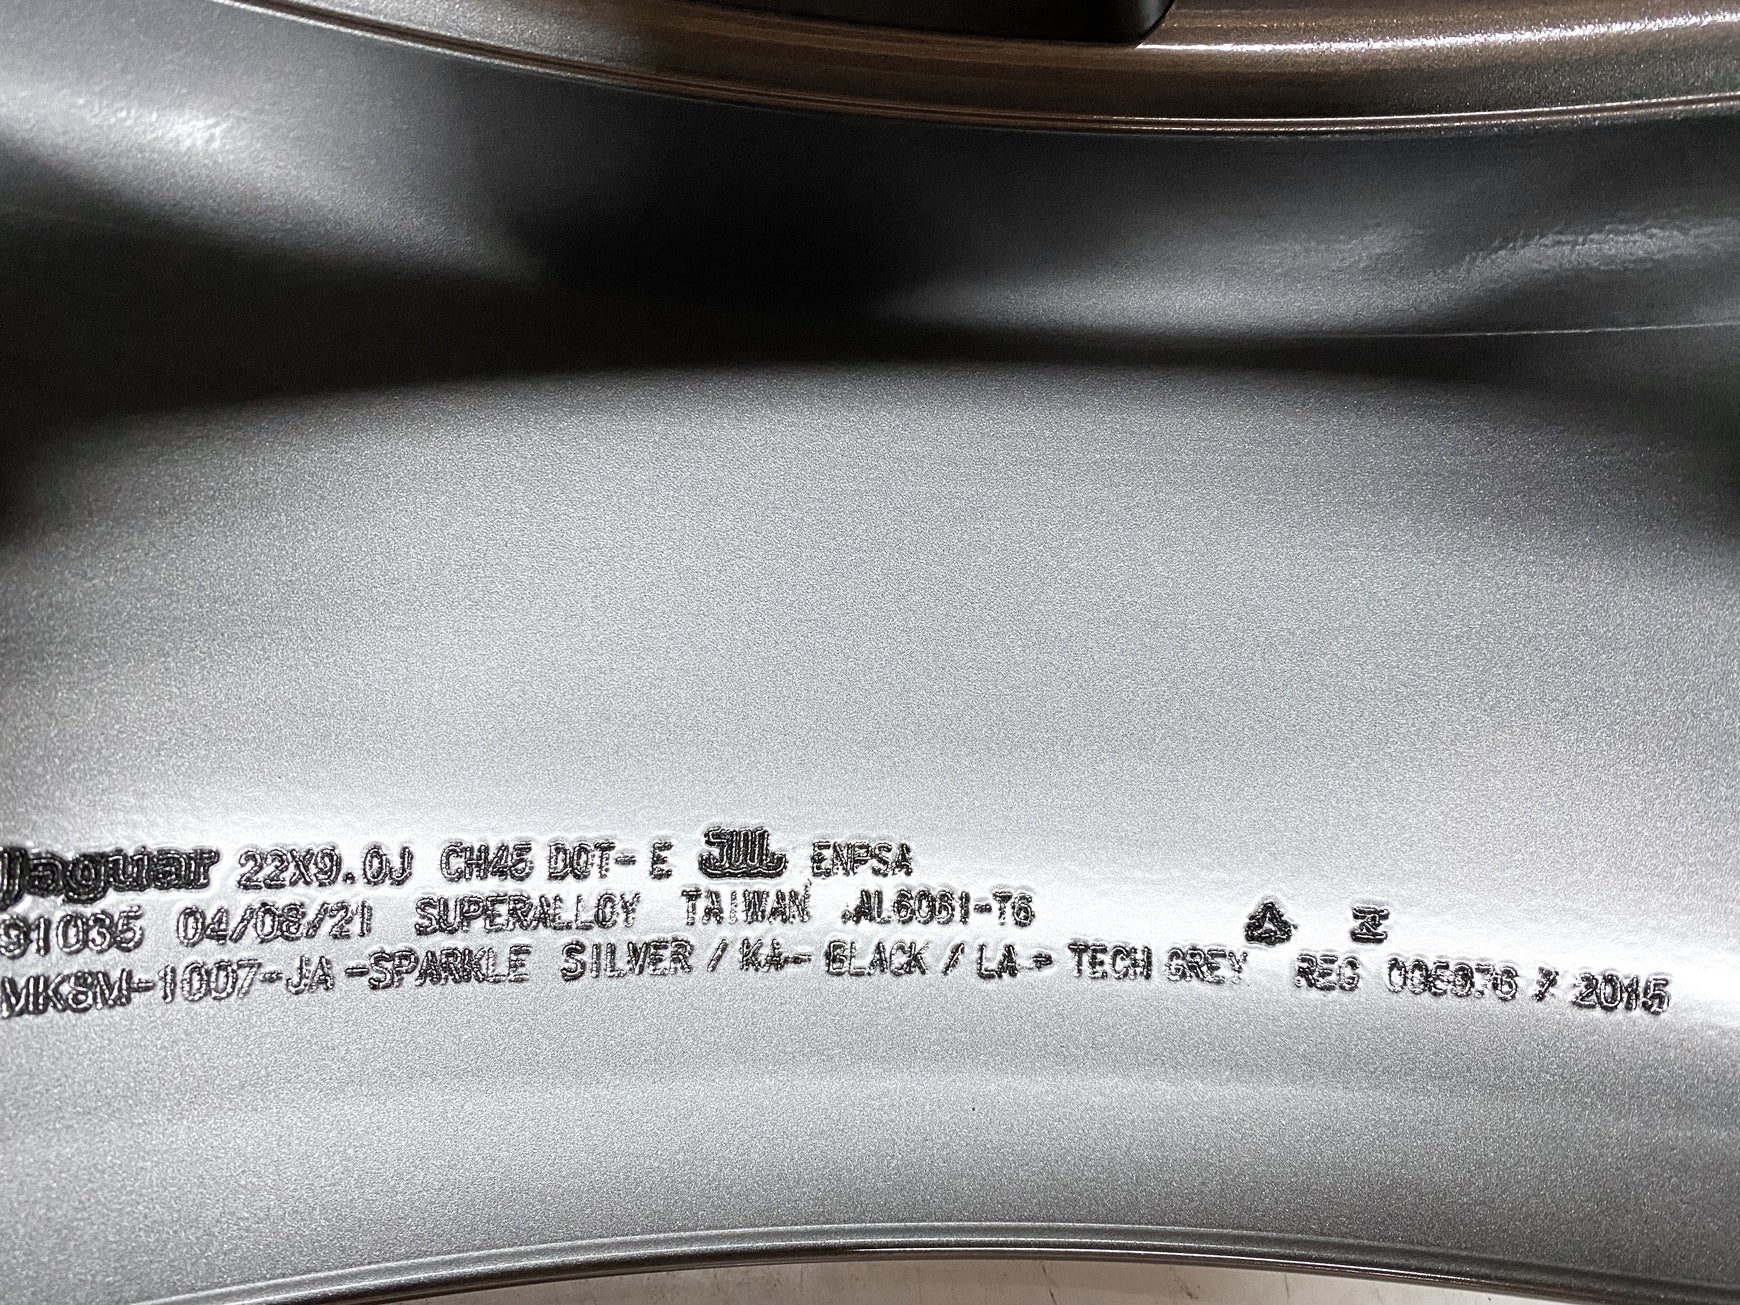 Jaguar 22X9.0J CH45 DOT-E JWL ENPSA
91035 04/08/21 SUPERALLOY TAIWAN AL6061-T6
MK8M-1007-JA-SPARKLE SILVER / KA- BLACK / LA- TECH GREY REG 005976 / 2015